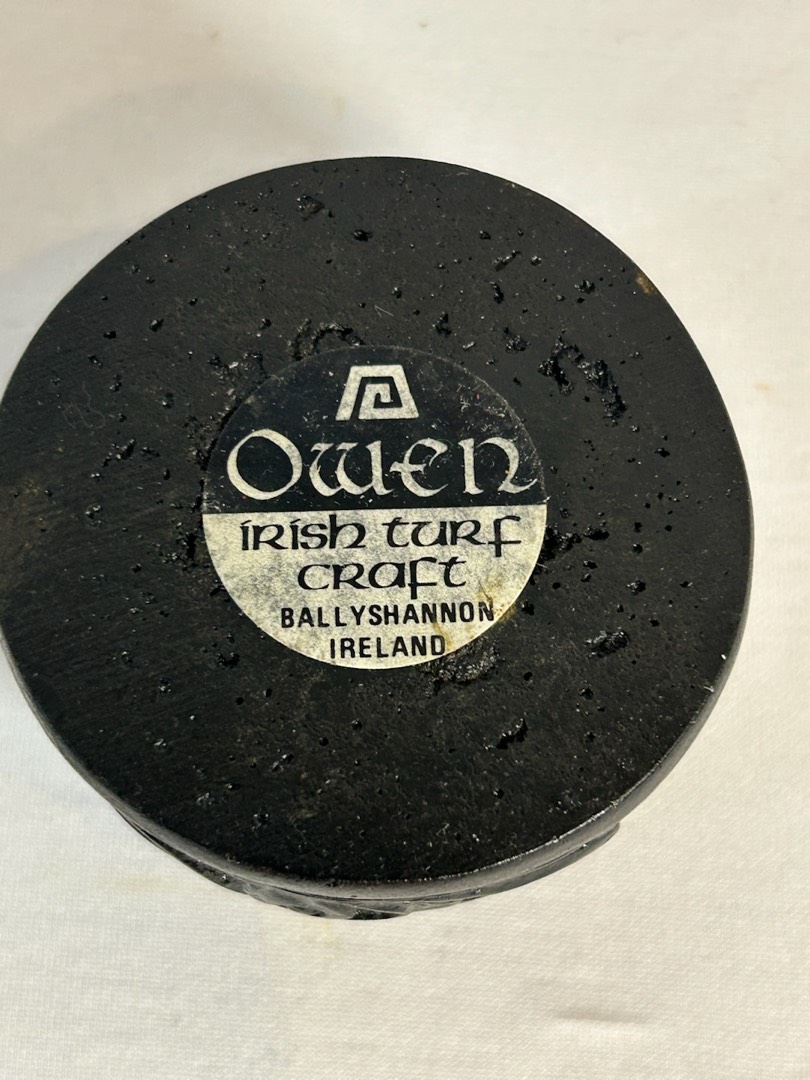 Owen
irish turf
craft
BALLYSHANNON
IRELAND